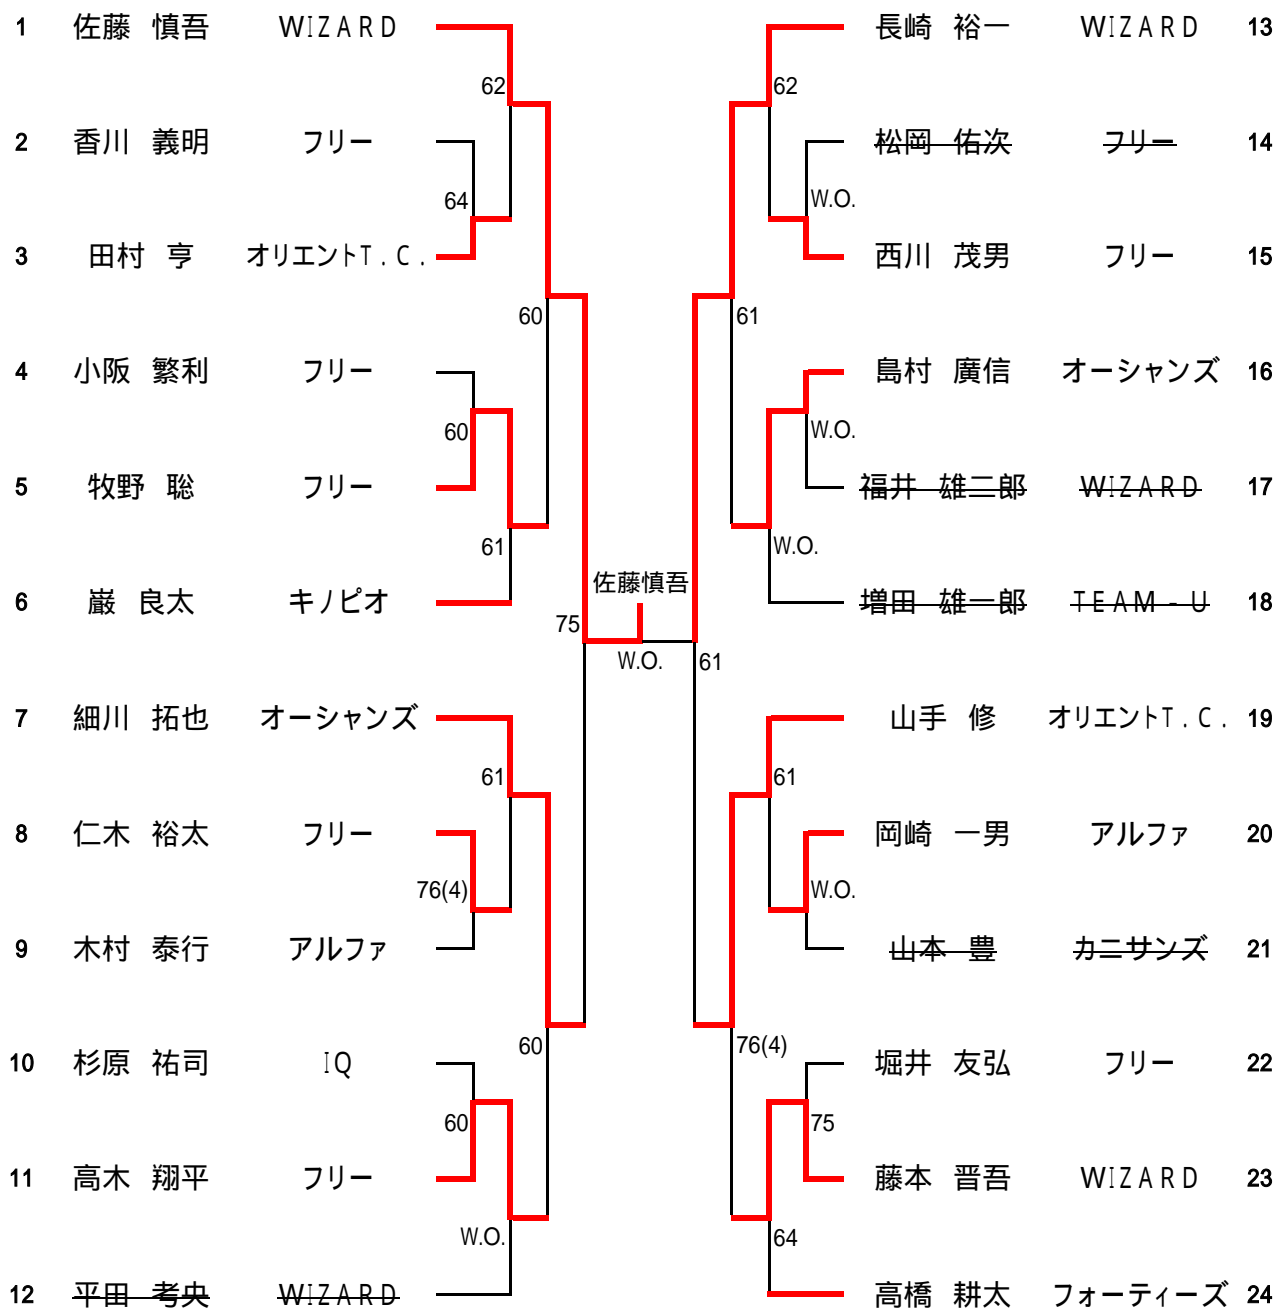 1 佐藤 慎吾 WIZARD
62
2 香川 義明 フリー
64
3 田村 亨 オリエントT.C.
60
4 小阪 繁利 フリー
60
5 牧野 聡 フリー
61
6 巌 良太 キノピオ
75
7 細川 拓也 オーシャンズ
61
8 仁木 裕太 フリー
76(4)
9 木村 泰行 アルファ
60
10 杉原 祐司 IQ
60
11 高木 翔平 フリー
W.O.
12 平田 考央 WIZARD
佐藤慎吾
W.O.
長崎 裕一 WIZARD 13
62
松岡 佑次 フリー 14
W.O.
西川 茂男 フリー 15
61
島村 廣信 オーシャンズ 16
W.O.
福井 雄二郎 WIZARD 17
W.O.
増田 雄一郎 TEAM-U 18
61
山手 修 オリエントT.C. 19
61
岡崎 一男 アルファ 20
W.O.
山本 豊 カニサンズ 21
76(4)
堀井 友弘 フリー 22
75
藤本 晋吾 WIZARD 23
64
高橋 耕太 フォーティーズ 24